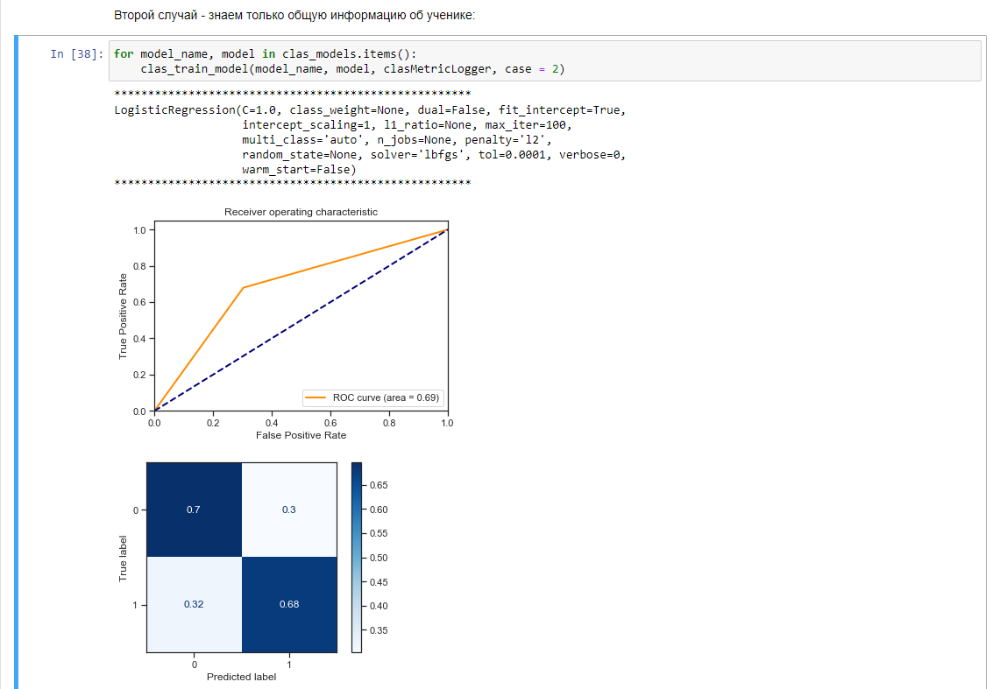 Второй случай - знаем только общую информацию об ученике:
In [38]: for model_name, model in clas_models.items():
clas_train_model(model_name, model, clasMetricLogger, case = 2)
*****************************************************
LogisticRegression(C=1.0, class_weight=None, dual=False, fit_intercept=True,
intercept_scaling=1, l1_ratio=None, max_iter=100,
multi_class='auto', n_jobs=None, penalty='l2',
random_state=None, solver='lbfgs', tol=0.0001, verbose=0,
warm_start=False)
*****************************************************
Receiver operating characteristic
1.0
0.8
0.6
0.4
0.2
0.0
True Positive Rate
ROC curve (area = 0.69)
0.0 0.2 0.4 0.6 0.8 1.0
False Positive Rate
0
1
True label
0.7 0.3
0.32 0.68
0 1
Predicted label
0.65
0.60
0.55
0.50
0.45
0.40
0.35